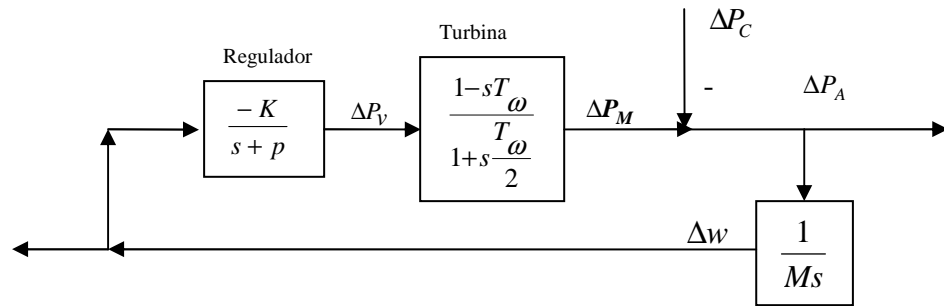 Turbina
ΔP_C
Regulador
-K
s + p
ΔP_v
1-sT_ω
1+s T_ω
2
ΔP_M
-
ΔP_A
Δw
1
Ms